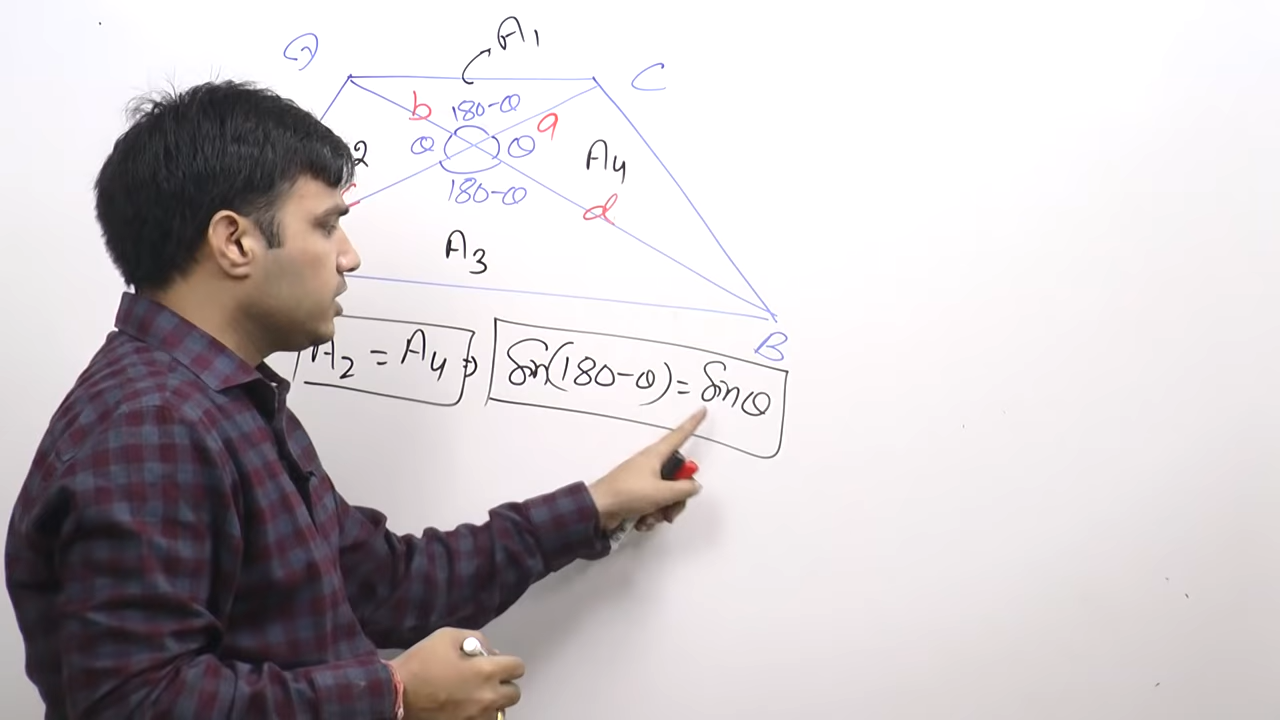 A₁
D
C
b
180-θ
a
θ
θ
2
A₄
180-θ
c
d
A₃
B
A₂ = A₄ ⇒
Sin(180-θ) = Sinθ